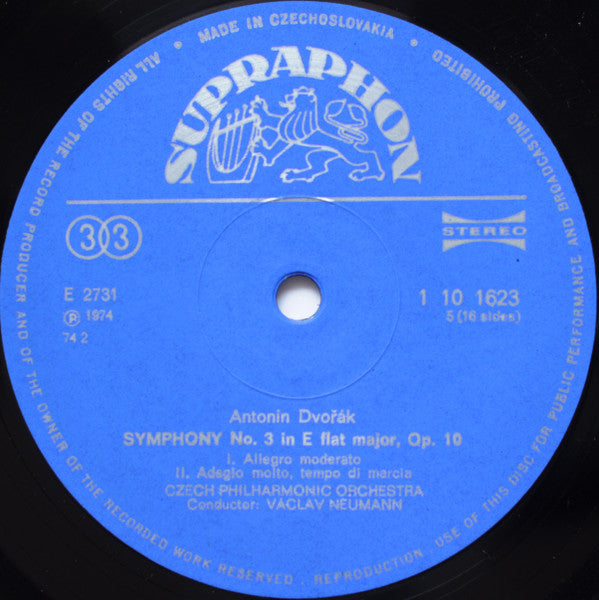 ALL RIGHTS OF THE RECORD PRODUCER AND OF THE OWNER OF THE RECORDED WORK RESERVED . REPRODUCTION . USE OF THIS DISC FOR PUBLIC PERFORMANCE AND BROADCASTING PROHIBITED
MADE IN CZECHOSLOVAKIA
SUPRAPHON
33
STEREO
E 2731
1 10 1623
Ⓟ 1974
5 (16 sides)
74 2
Antonín Dvořák
SYMPHONY No. 3 in E flat major, Op. 10
I. Allegro moderato
II. Adagio molto, tempo di marcia
CZECH PHILHARMONIC ORCHESTRA
Conductor: VÁCLAV NEUMANN